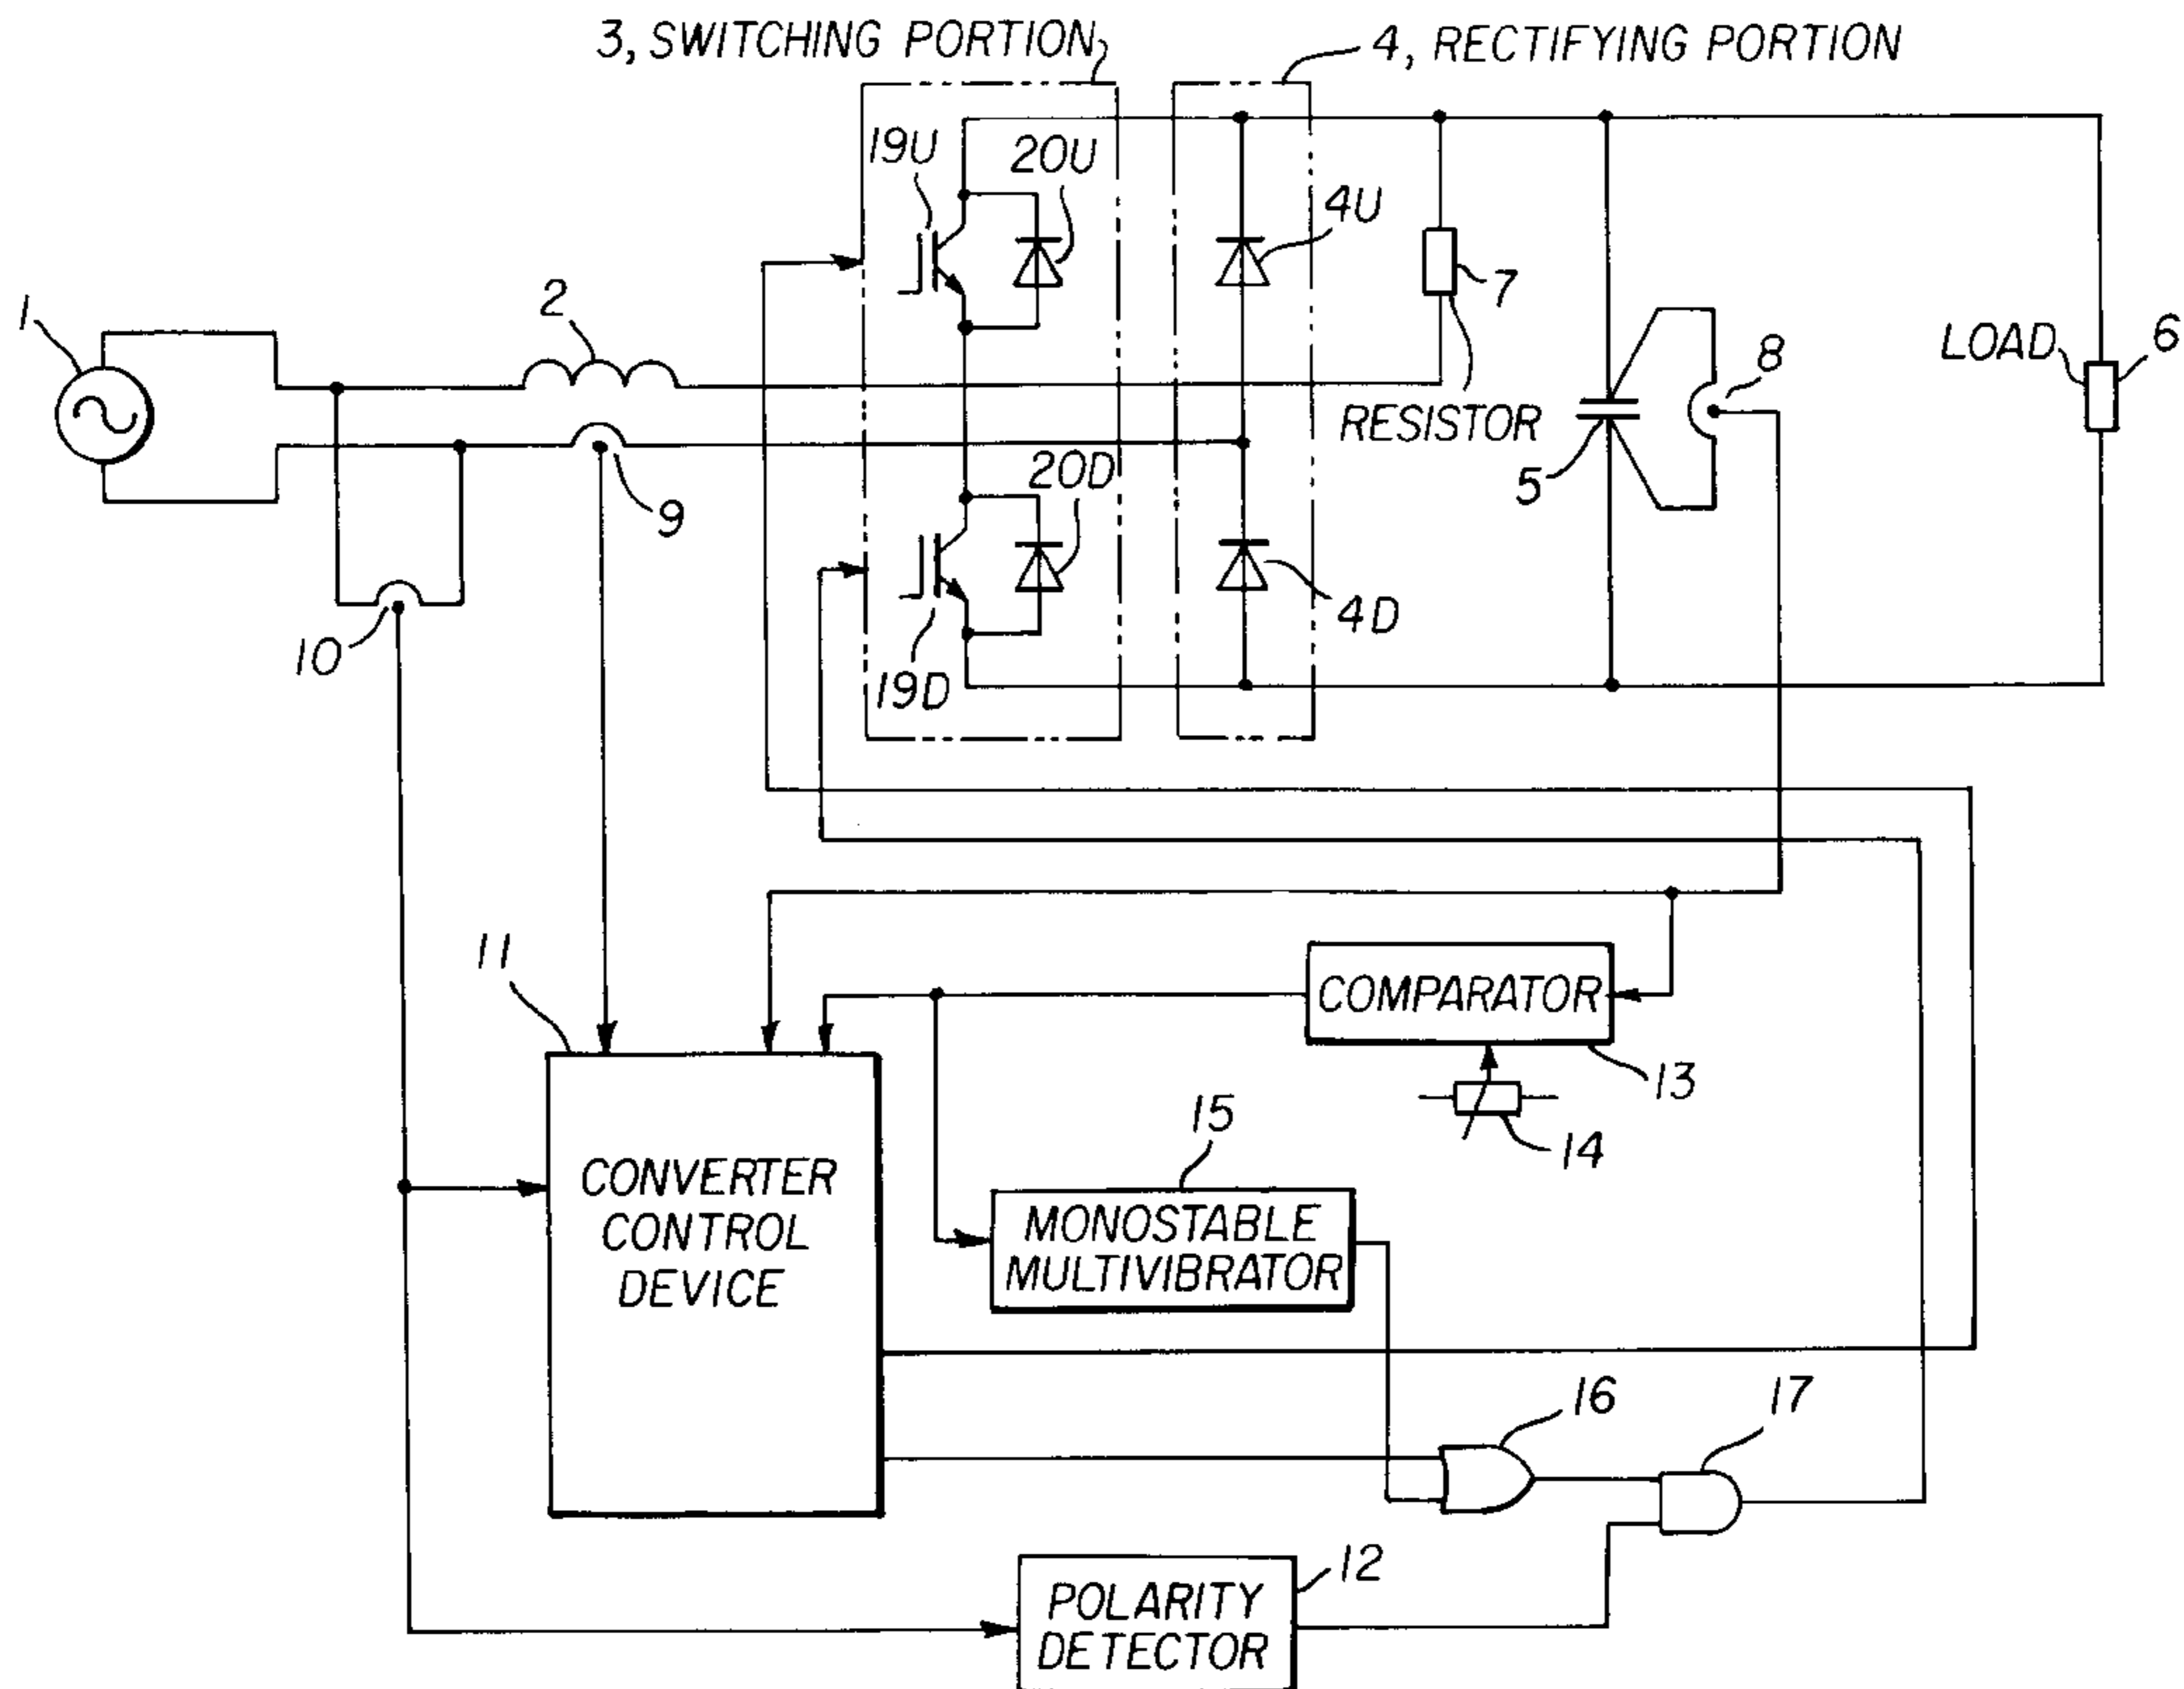 3, SWITCHING PORTION
4, RECTIFYING PORTION
19U
20U
4U
1
2
7
8
LOAD
6
RESISTOR
5
9
20D
10
19D
4D
11
COMPARATOR
13
14
15
CONVERTER
CONTROL
DEVICE
MONOSTABLE
MULTIVIBRATOR
16
17
12
POLARITY
DETECTOR